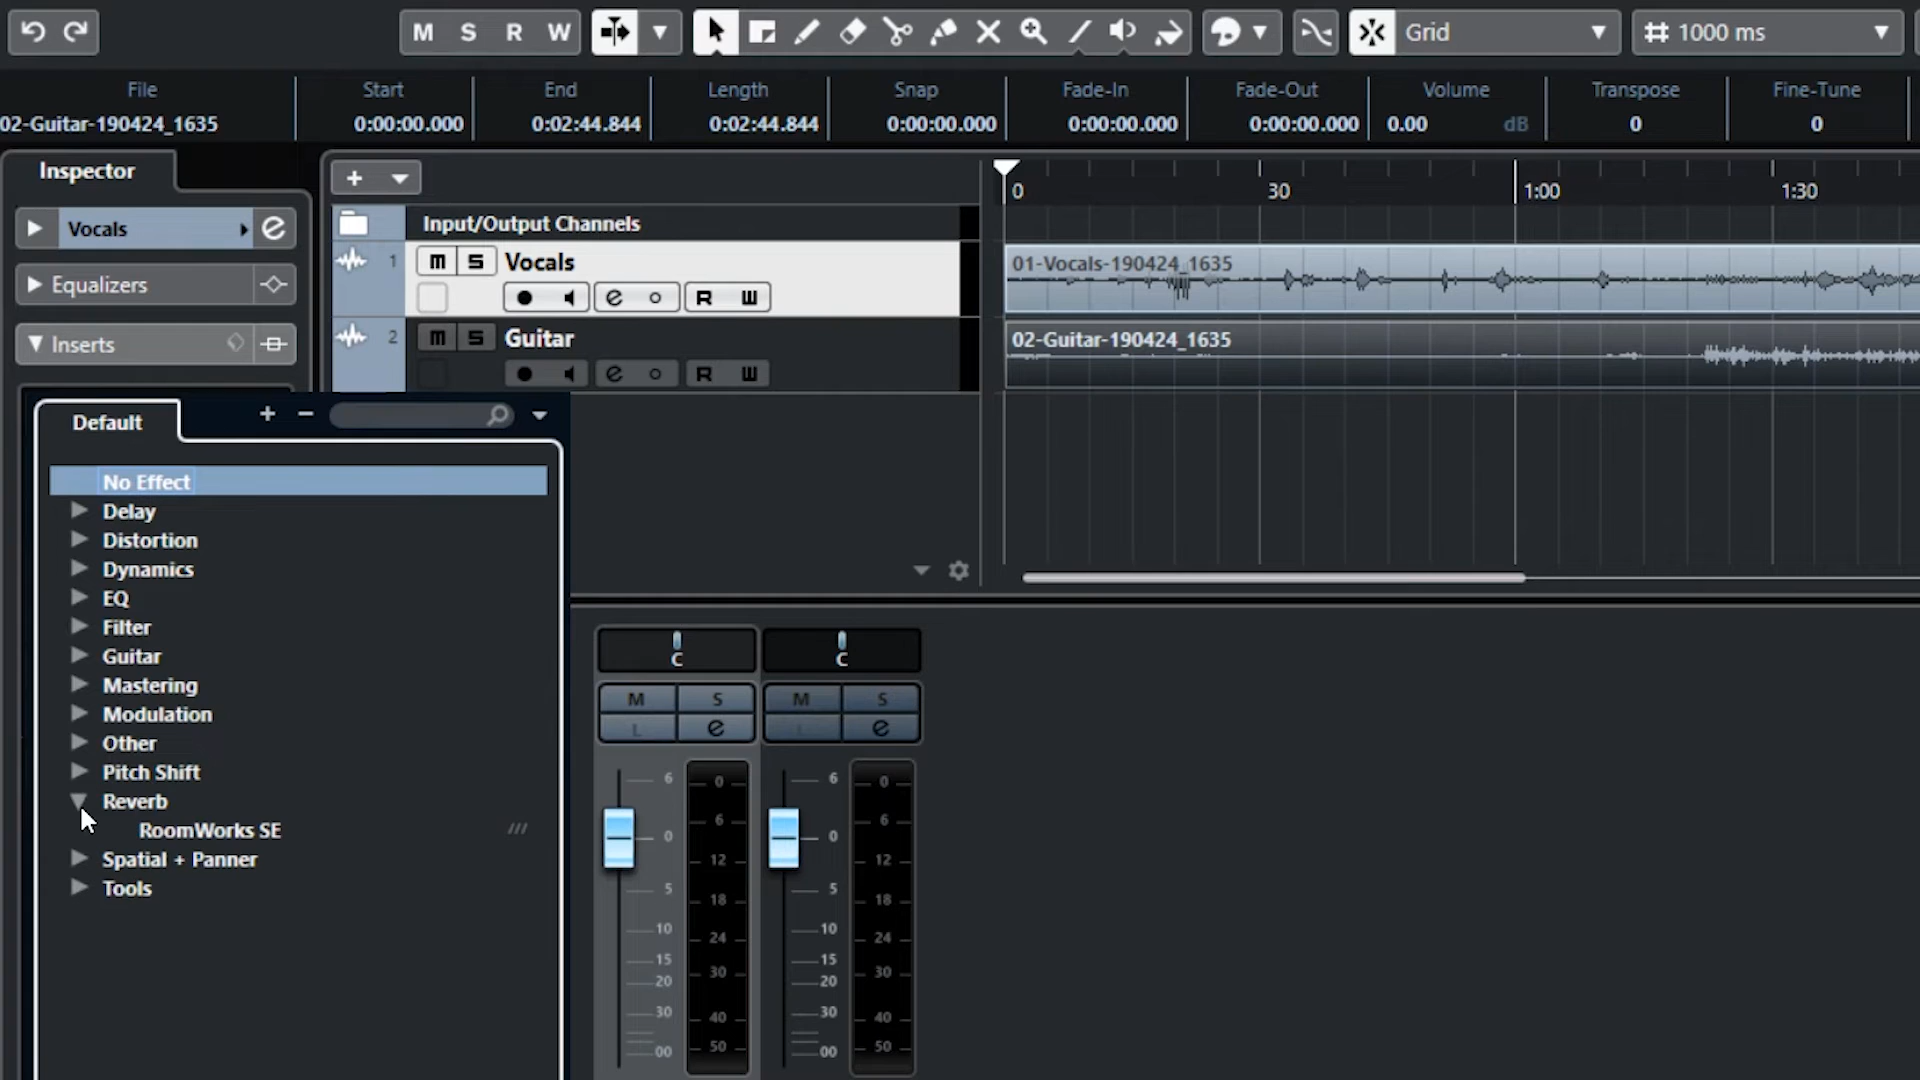 M S R W Grid 1000 ms
File Start End Length Snap Fade-In Fade-Out Volume Transpose Fine-Tune
02-Guitar-190424_1635 0:00:00.000 0:02:44.844 0:02:44.844 0:00:00.000 0:00:00.000 0:00:00.000 0.00 dB 0 0
Inspector
0 30 1:00 1:30
Vocals e
Input/Output Channels
1 m S Vocals
01-Vocals-190424_1635
Equalizers
e R W
Inserts
2 m S Guitar
02-Guitar-190424_1635
e R W
Default + −
No Effect
Delay
Distortion
Dynamics
EQ
Filter
Guitar
Mastering
Modulation
Other
Pitch Shift
Reverb
RoomWorks SE
Spatial + Panner
Tools
C C
M S M S
L e L e
6 0 6 0
0 6 0 6
12 12
5 18 5 18
10 24 10 24
15 30 15 30
20 20
30 40 30 40
00 50 00 50